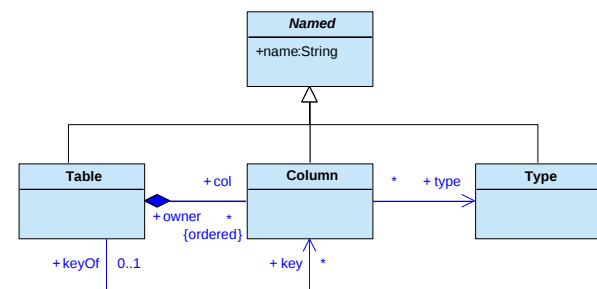 Named
+name:String
Table
Column
Type
+ col
* + type
+ owner *
{ordered}
+ keyOf 0..1
+ key *